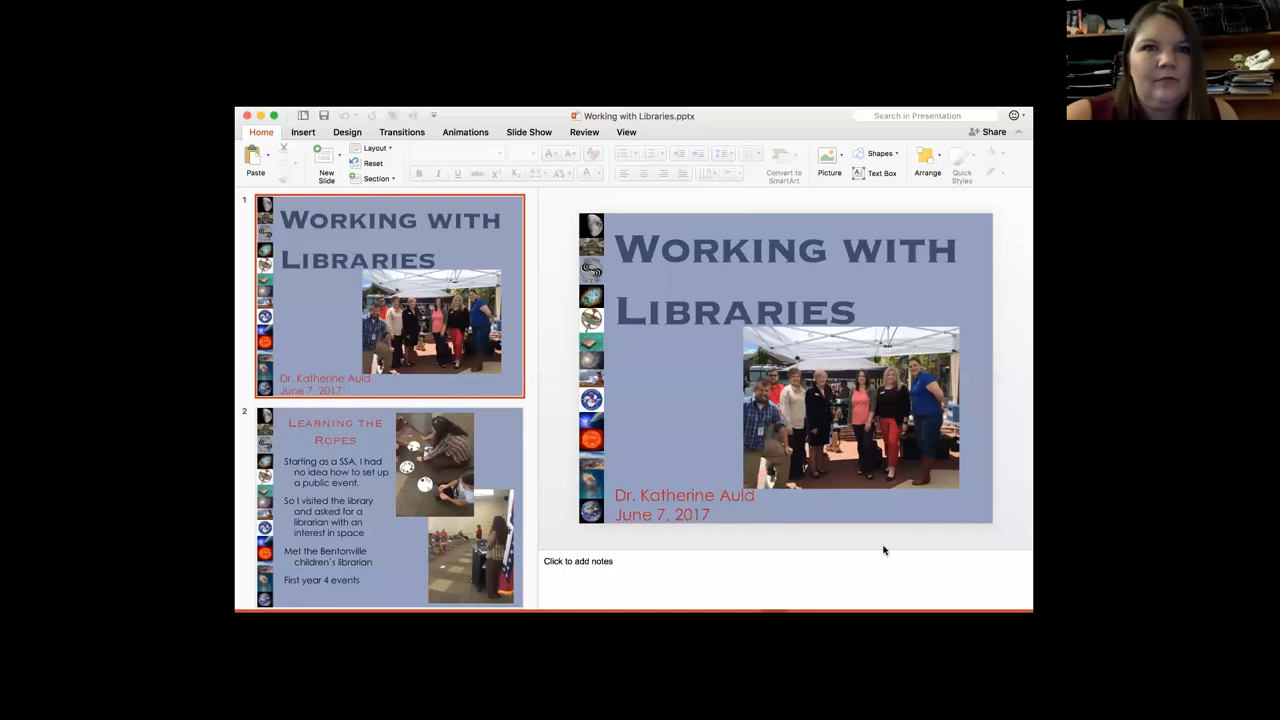 Working with Libraries.pptx
Search in Presentation
Home Insert Design Transitions Animations Slide Show Review View
Share
Paste
New Slide
Layout
Reset
Section
Convert to SmartArt
Picture
Shapes
Text Box
Arrange
Quick Styles
1
Working with
Libraries
Dr. Katherine Auld
June 7, 2017
2
Learning the
Ropes
Starting as a SSA, I had
no idea how to set up
a public event.
So I visited the library
and asked for a
librarian with an
interest in space
Met the Bentonville
children's librarian
First year 4 events
Working with
Libraries
Dr. Katherine Auld
June 7, 2017
Click to add notes